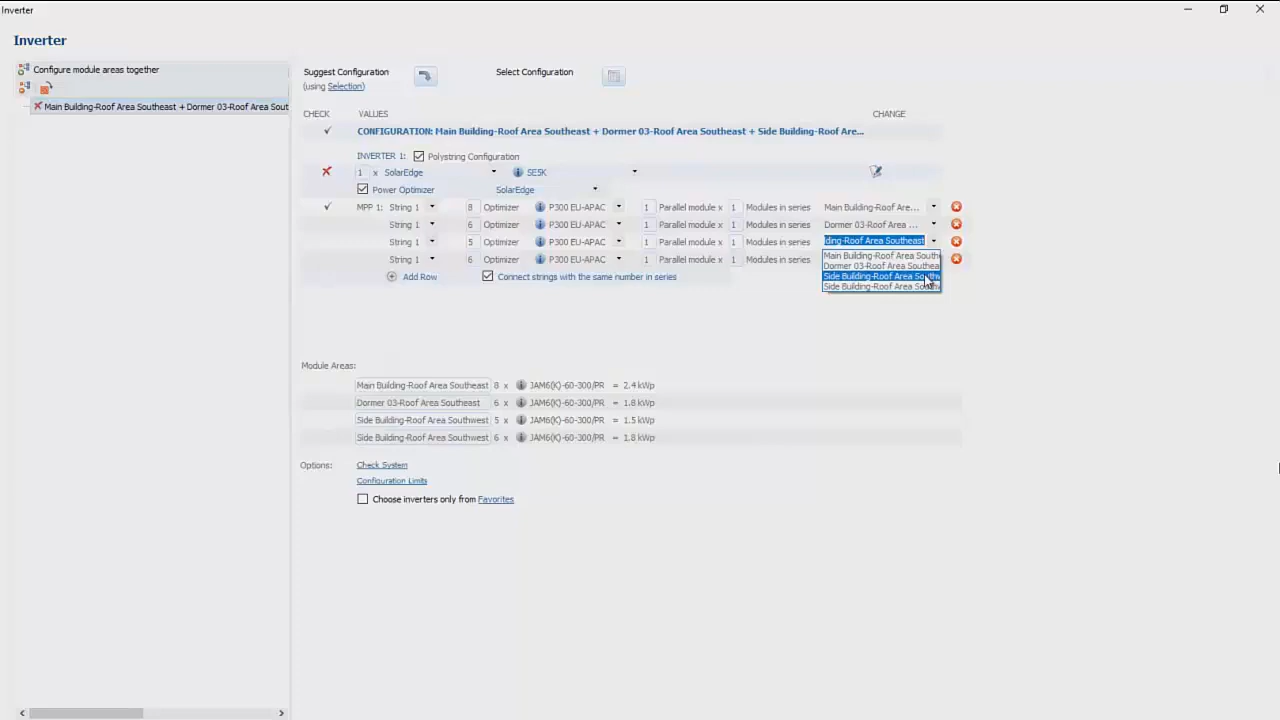 Inverter
Inverter
Configure module areas together
Main Building-Roof Area Southeast + Dormer 03-Roof Area Sout
Suggest Configuration
(using Selection)
Select Configuration
CHECK VALUES CHANGE
CONFIGURATION: Main Building-Roof Area Southeast + Dormer 03-Roof Area Southeast + Side Building-Roof Are...
INVERTER 1: Polystring Configuration
1 x SolarEdge SE5K
Power Optimizer SolarEdge
MPP 1: String 1 8 Optimizer P300 EU-APAC 1 Parallel module x 1 Modules in series Main Building-Roof Are...
String 1 6 Optimizer P300 EU-APAC 1 Parallel module x 1 Modules in series Dormer 03-Roof Area ...
String 1 5 Optimizer P300 EU-APAC 1 Parallel module x 1 Modules in series ding-Roof Area Southeast
String 1 6 Optimizer P300 EU-APAC 1 Parallel module x 1 Modules in series
Main Building-Roof Area South
Dormer 03-Roof Area Southea
Side Building-Roof Area Southw
Side Building-Roof Area Southw
Add Row Connect strings with the same number in series
Module Areas:
Main Building-Roof Area Southeast 8 x JAM6(K)-60-300/PR = 2.4 kWp
Dormer 03-Roof Area Southeast 6 x JAM6(K)-60-300/PR = 1.8 kWp
Side Building-Roof Area Southwest 5 x JAM6(K)-60-300/PR = 1.5 kWp
Side Building-Roof Area Southwest 6 x JAM6(K)-60-300/PR = 1.8 kWp
Options: Check System
Configuration Limits
Choose inverters only from Favorites